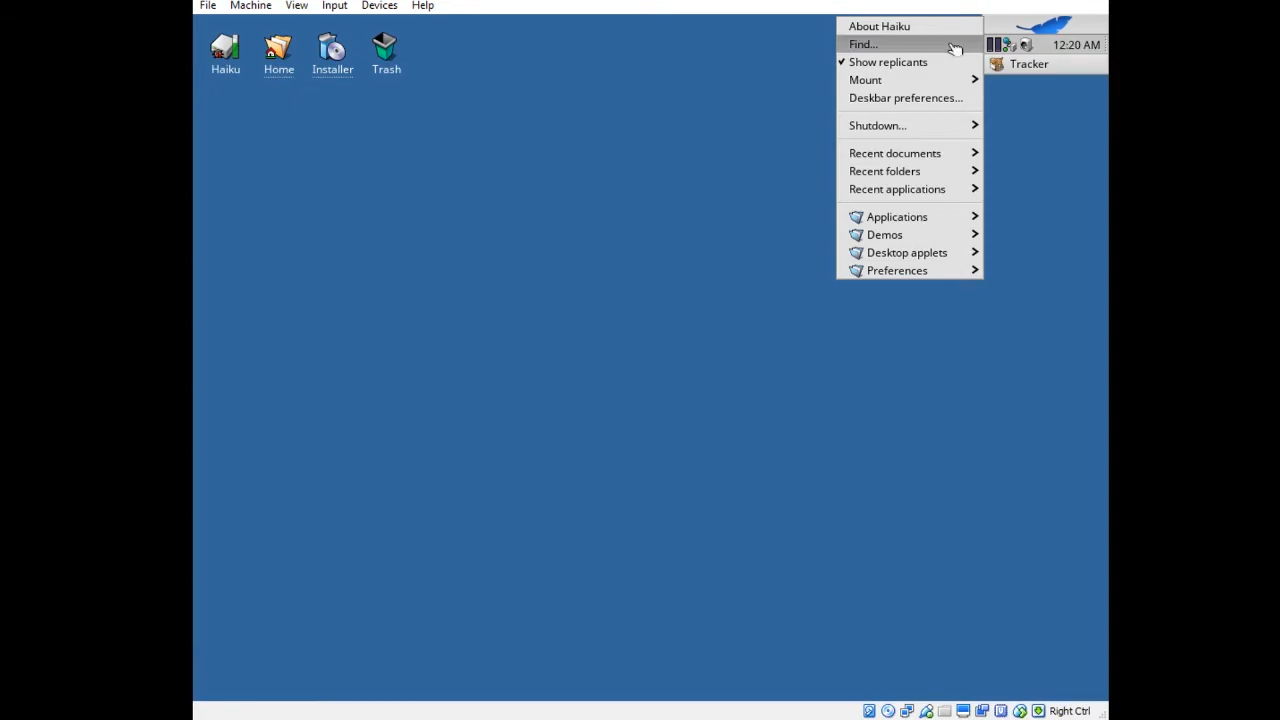 File Machine View Input Devices Help
Haiku
Home
Installer
Trash
About Haiku
Find...
Show replicants
Mount
Deskbar preferences...
Shutdown...
Recent documents
Recent folders
Recent applications
Applications
Demos
Desktop applets
Preferences
12:20 AM
Tracker
Right Ctrl